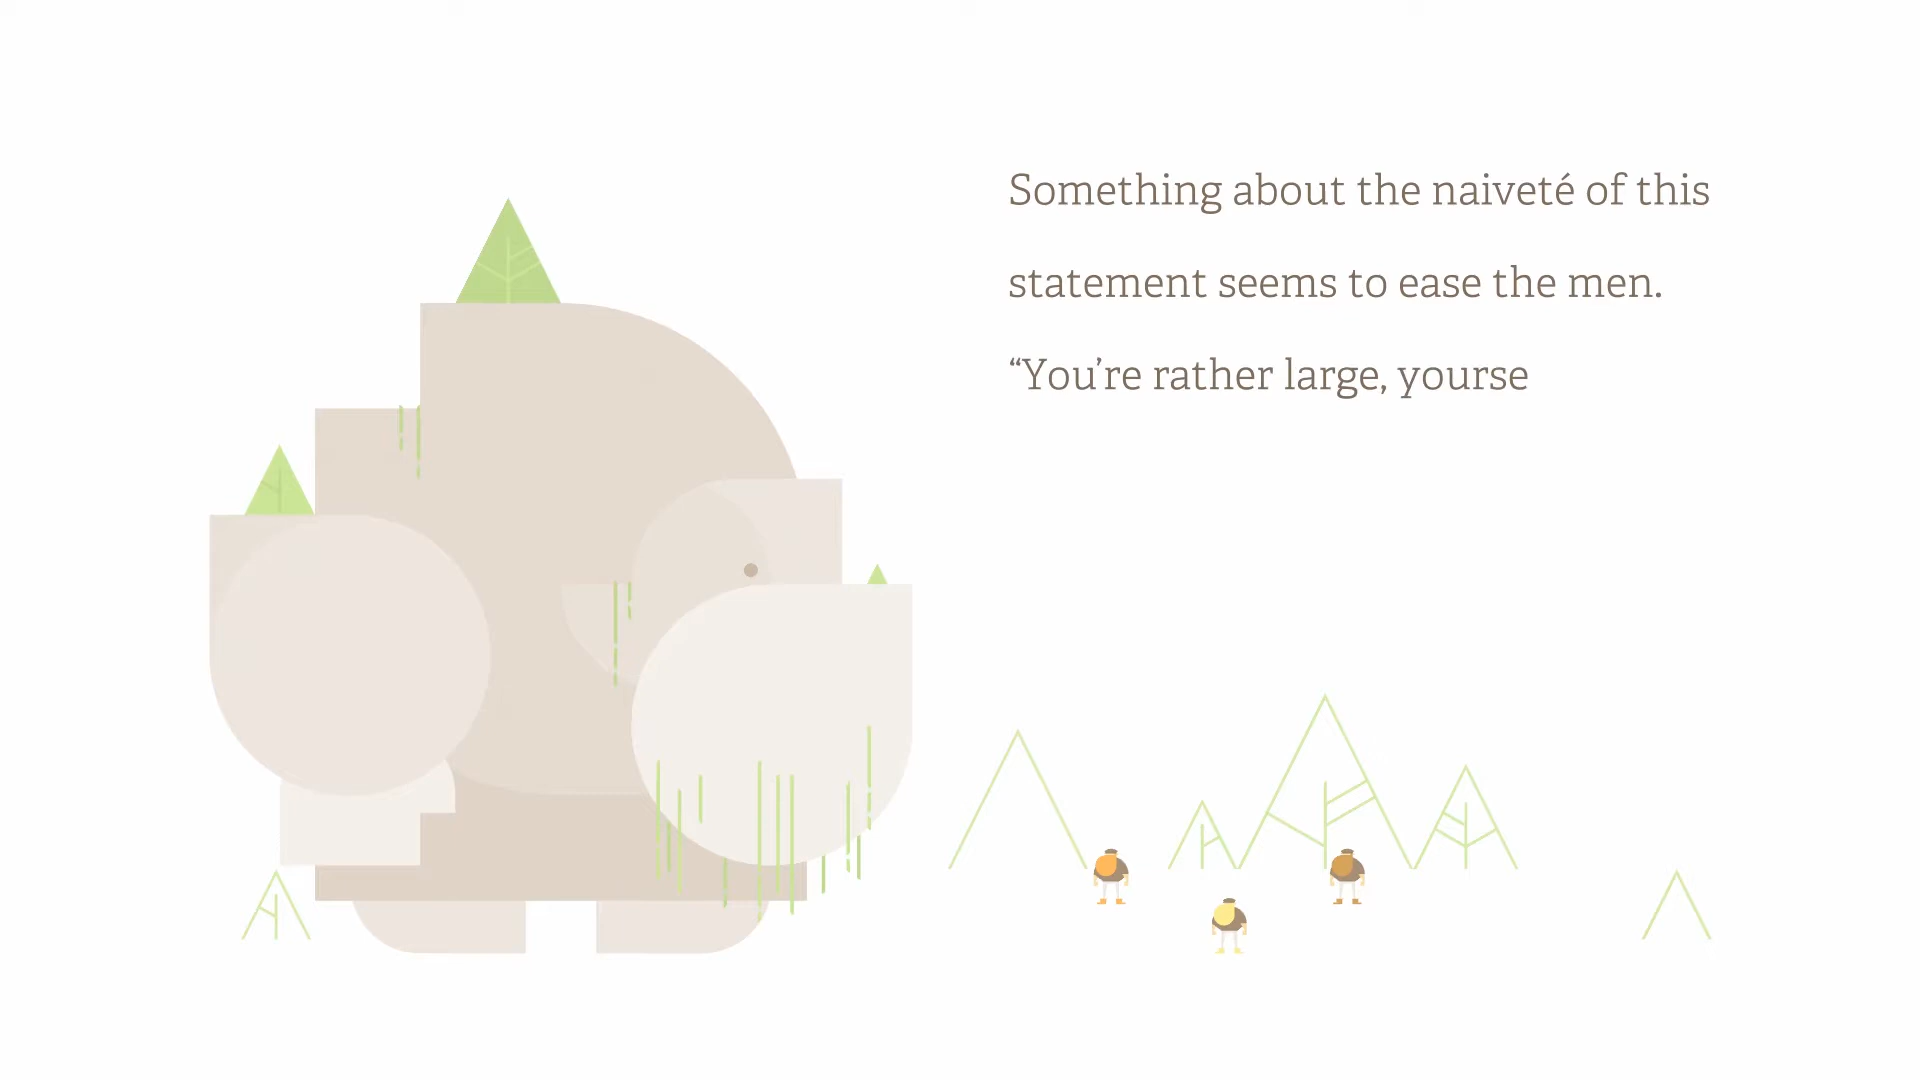 Something about the naiveté of this
statement seems to ease the men.
“You’re rather large, yourse